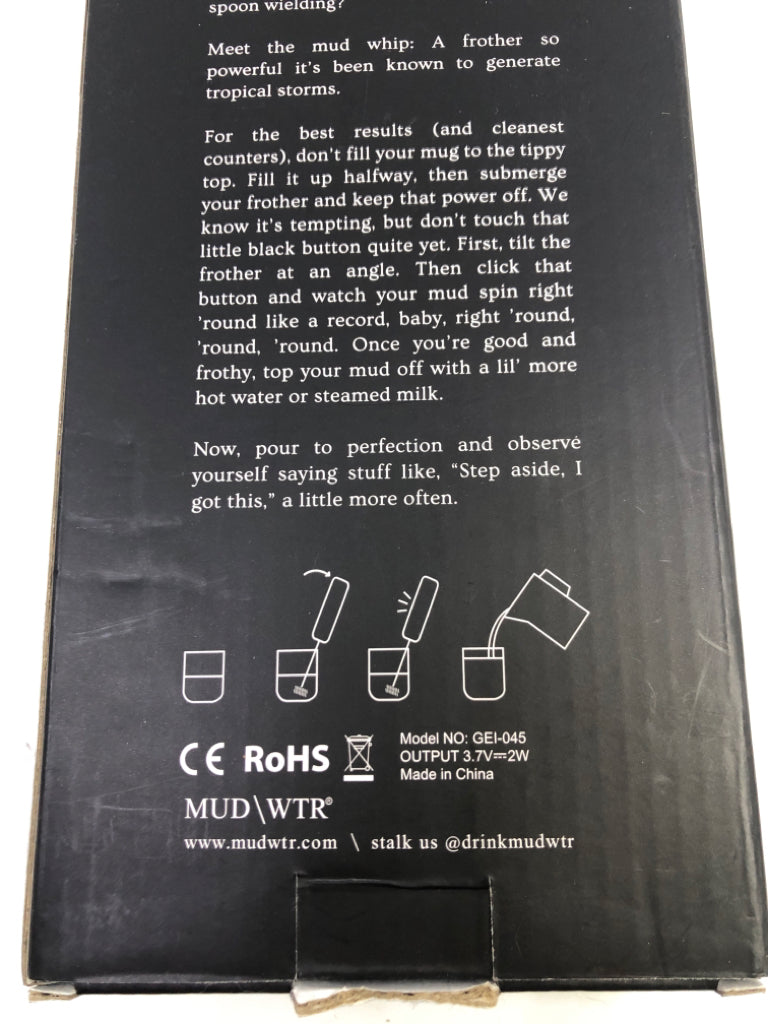 spoon wielding?
Meet the mud whip: A frother so
powerful it's been known to generate
tropical storms.
For the best results (and cleanest
counters), don't fill your mug to the tippy
top. Fill it up halfway, then submerge
your frother and keep that power off. We
know it's tempting, but don't touch that
little black button quite yet. First, tilt the
frother at an angle. Then click that
button and watch your mud spin right
'round like a record, baby, right 'round,
'round, 'round. Once you're good and
frothy, top your mud off with a lil' more
hot water or steamed milk.
Now, pour to perfection and observe
yourself saying stuff like, "Step aside, I
got this," a little more often.
CE RoHS
Model NO: GEI-045
OUTPUT 3.7V⎓2W
Made in China
MUD\WTR®
www.mudwtr.com \ stalk us @drinkmudwtr